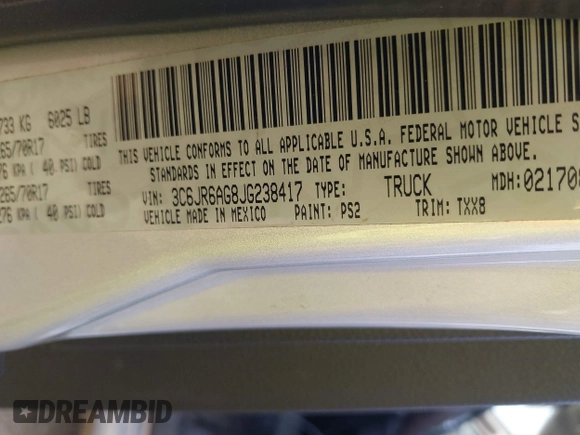 733 KG 6025 LB
65/70R17 TIRES
76 KPA ( 40. PSI) COLD
265/70R17 TIRES
276 KPA ( 40 PSI) COLD
THIS VEHICLE CONFORMS TO ALL APPLICABLE U.S.A. FEDERAL MOTOR VEHICLE S
STANDARDS IN EFFECT ON THE DATE OF MANUFACTURE SHOWN ABOVE.
VIN: 3C6JR6AG8JG238417 TYPE: TRUCK MDH:021708
VEHICLE MADE IN MEXICO PAINT: PS2 TRIM: TXX8
DREAMBID